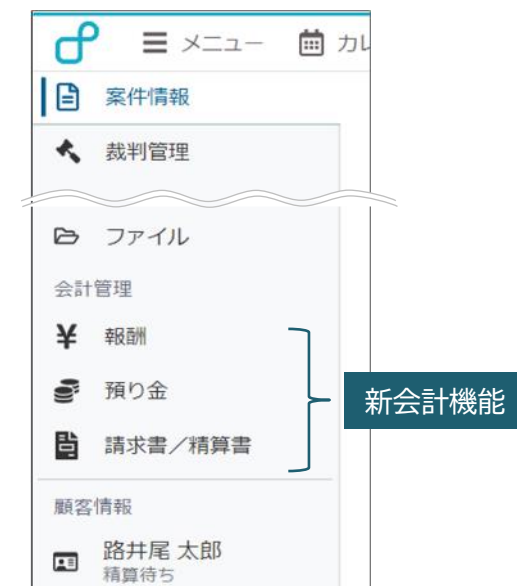 メニュー カレ
案件情報
裁判管理
ファイル
会計管理
報酬
預り金
新会計機能
請求書／精算書
顧客情報
路井尾 太郎
精算待ち